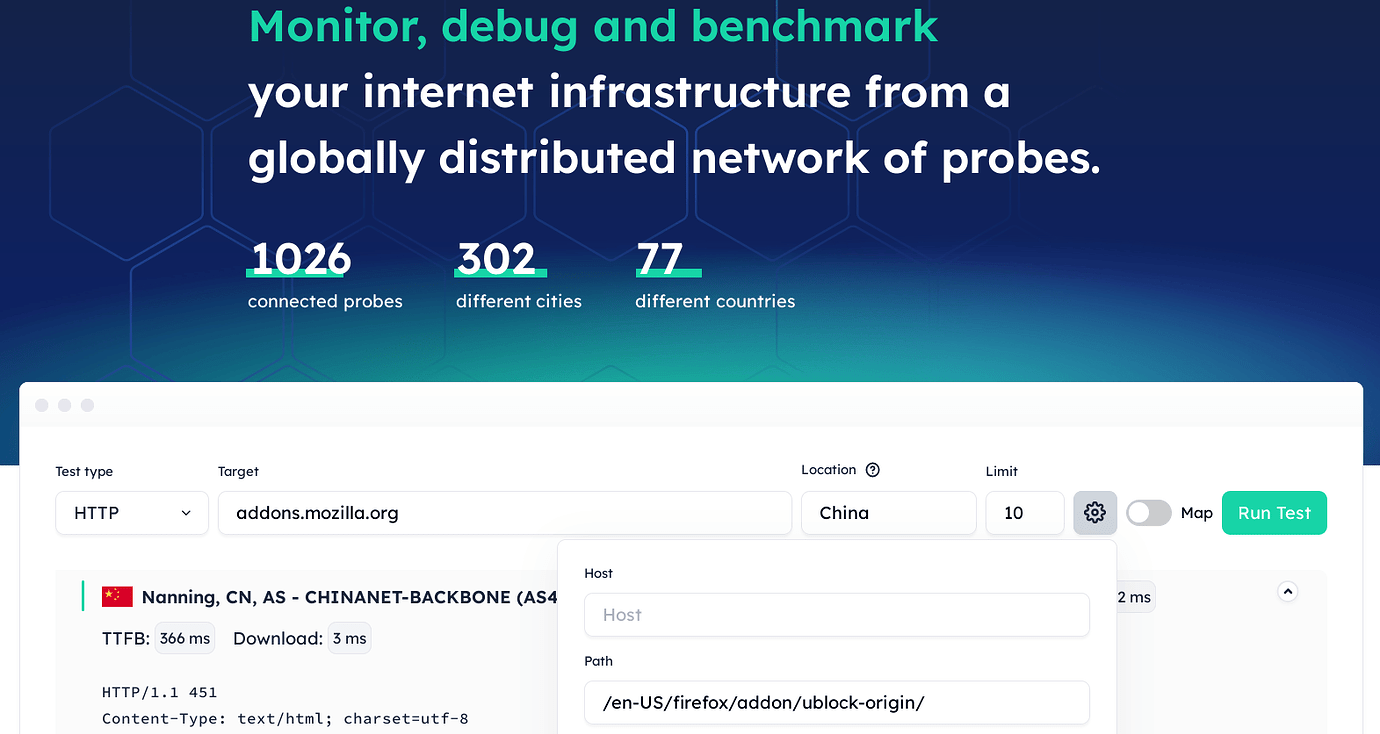 Monitor, debug and benchmark
your internet infrastructure from a
globally distributed network of probes.
1026 302 77
connected probes different cities different countries
Test type Target Location ? Limit
HTTP addons.mozilla.org China 10 Map Run Test
Host
Nanning, CN, AS - CHINANET-BACKBONE (AS4 2 ms
Host
TTFB: 366 ms Download: 3 ms
Path
HTTP/1.1 451
/en-US/firefox/addon/ublock-origin/
Content-Type: text/html; charset=utf-8